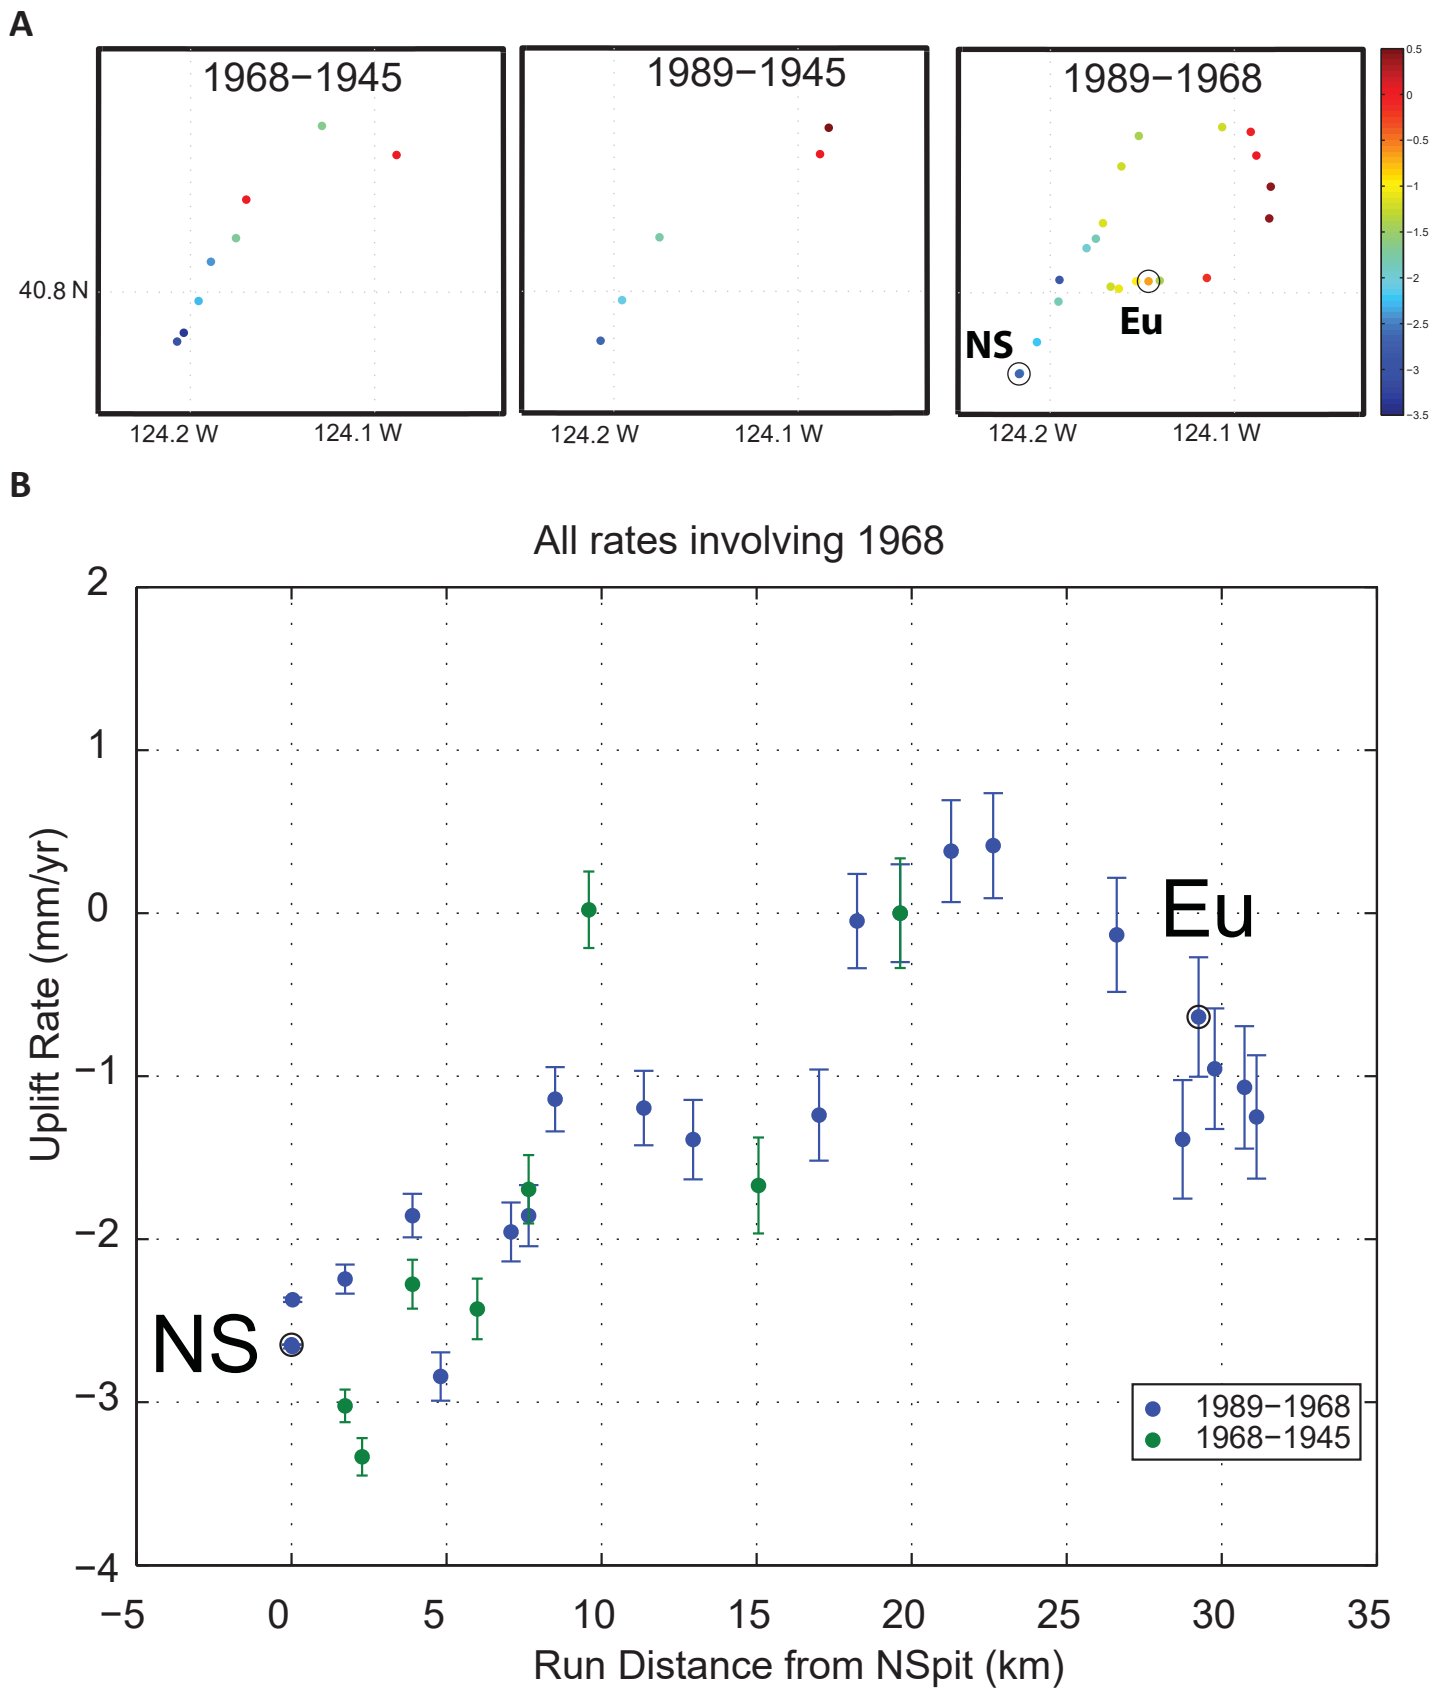 A
1968−1945
1989−1945
1989−1968
40.8 N
NS
Eu
124.2 W
124.1 W
124.2 W
124.1 W
124.2 W
124.1 W
0.5
0
−0.5
−1
−1.5
−2
−2.5
−3
−3.5
B
All rates involving 1968
Uplift Rate (mm/yr)
2
1
0
−1
−2
−3
−4
Eu
NS
1989−1968
1968−1945
−5
0
5
10
15
20
25
30
35
Run Distance from NSpit (km)